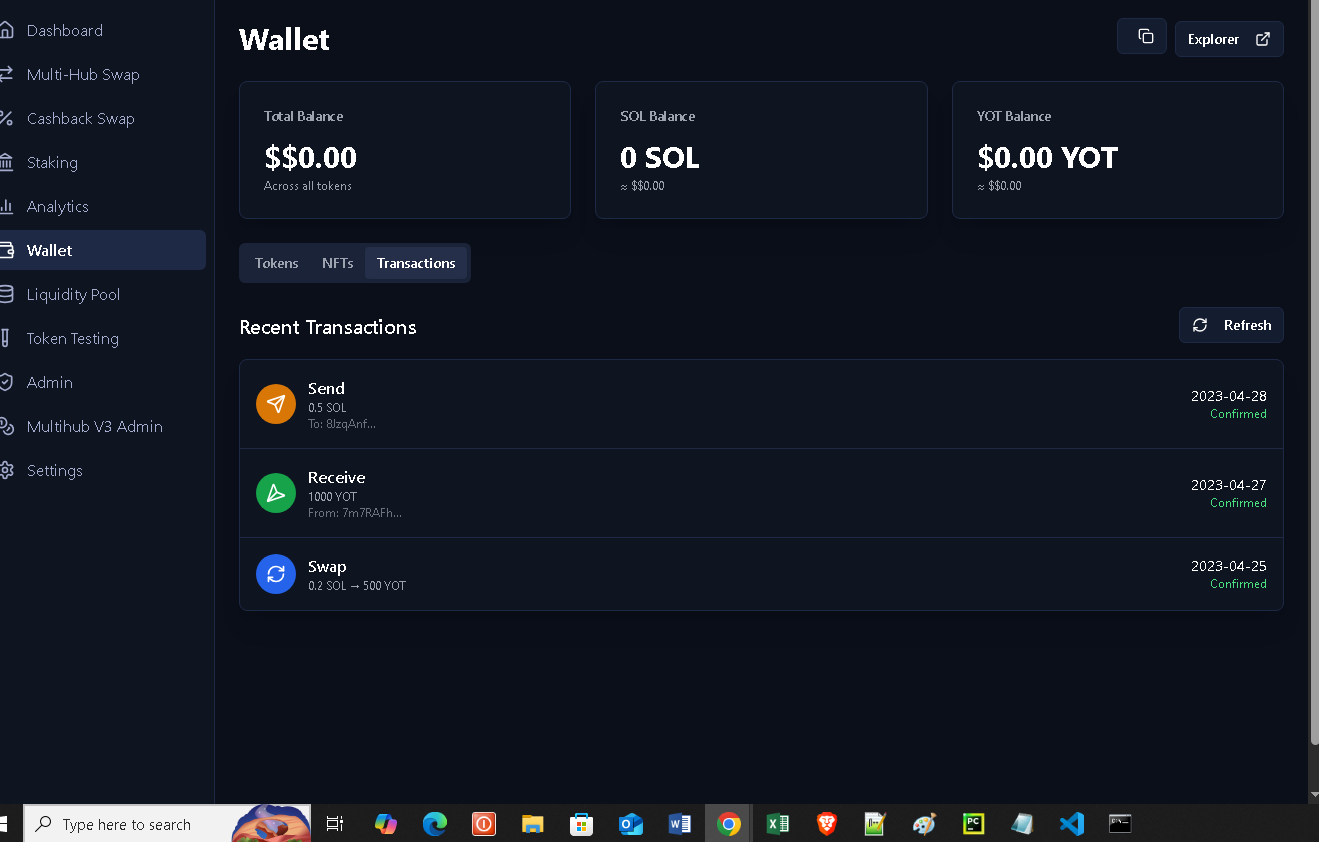 Dashboard
Multi-Hub Swap
Cashback Swap
Staking
Analytics
Wallet
Liquidity Pool
Token Testing
Admin
Multihub V3 Admin
Settings
Wallet
Explorer
Total Balance
$$0.00
Across all tokens
SOL Balance
0 SOL
≈ $$0.00
YOT Balance
$0.00 YOT
≈ $$0.00
Tokens NFTs Transactions
Recent Transactions
Refresh
Send
0.5 SOL
To: 8JzqAnf...
2023-04-28
Confirmed
Receive
1000 YOT
From: 7m7RAFh...
2023-04-27
Confirmed
Swap
0.2 SOL → 500 YOT
2023-04-25
Confirmed
Type here to search